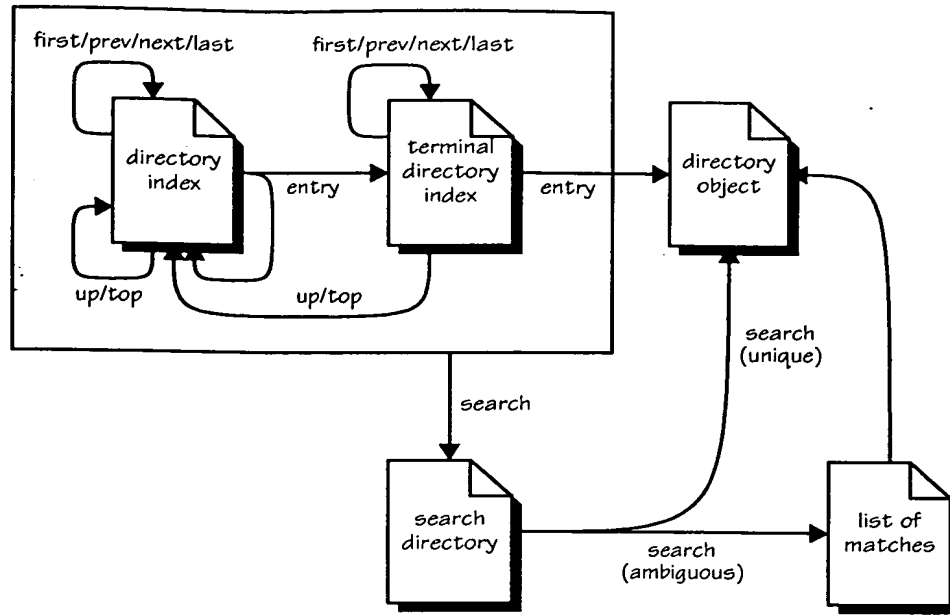 first/prev/next/last
first/prev/next/last
directory
index
entry
terminal
directory
index
entry
directory
object
up/top
up/top
search
(unique)
search
search
directory
search
(ambiguous)
list of
matches